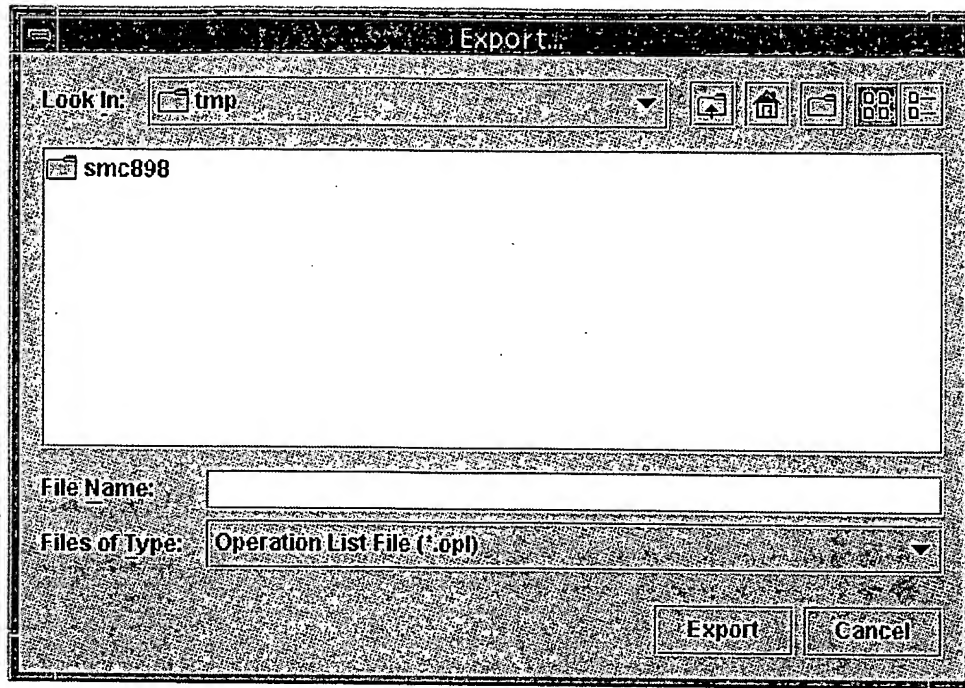 Export...
Look In: tmp
smc898
File Name:
Files of Type: Operation List File (*.opl)
Export Cancel